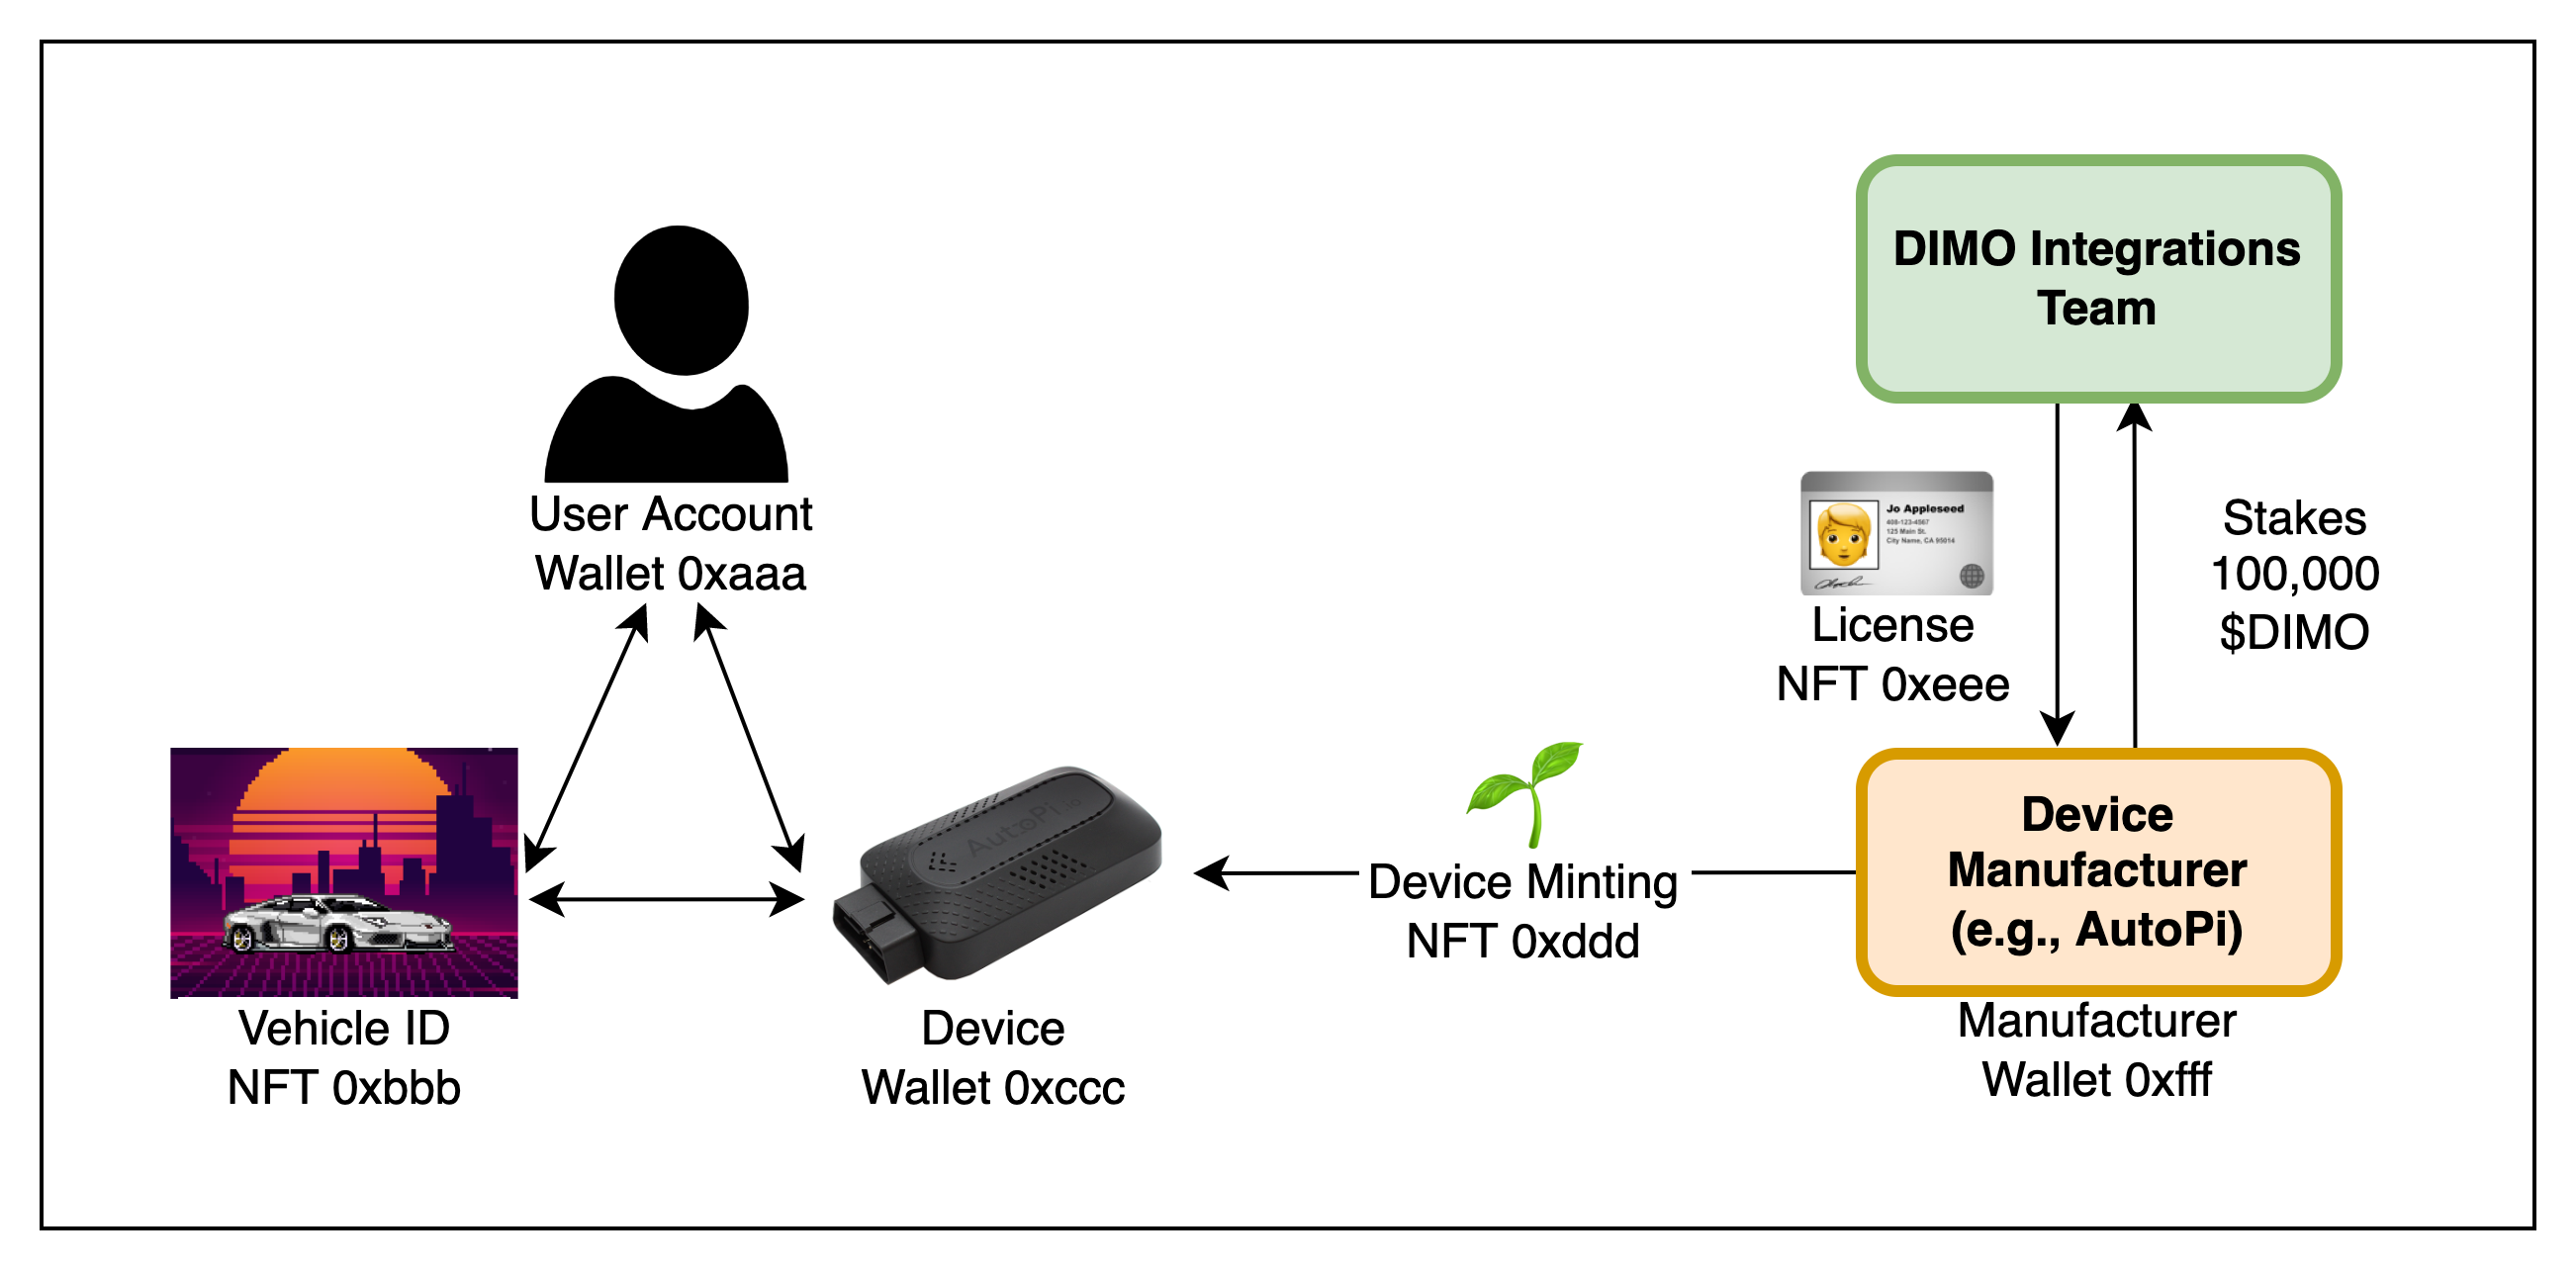 DIMO Integrations
Team
User Account
Wallet 0xaaa
Jo Appleseed
408-123-4567
125 Main St.
City Name, CA 95014
License
NFT 0xeee
Stakes
100,000
$DIMO
AutoPi.io
Device Minting
NFT 0xddd
Device
Manufacturer
(e.g., AutoPi)
Manufacturer
Wallet 0xfff
Vehicle ID
NFT 0xbbb
Device
Wallet 0xccc